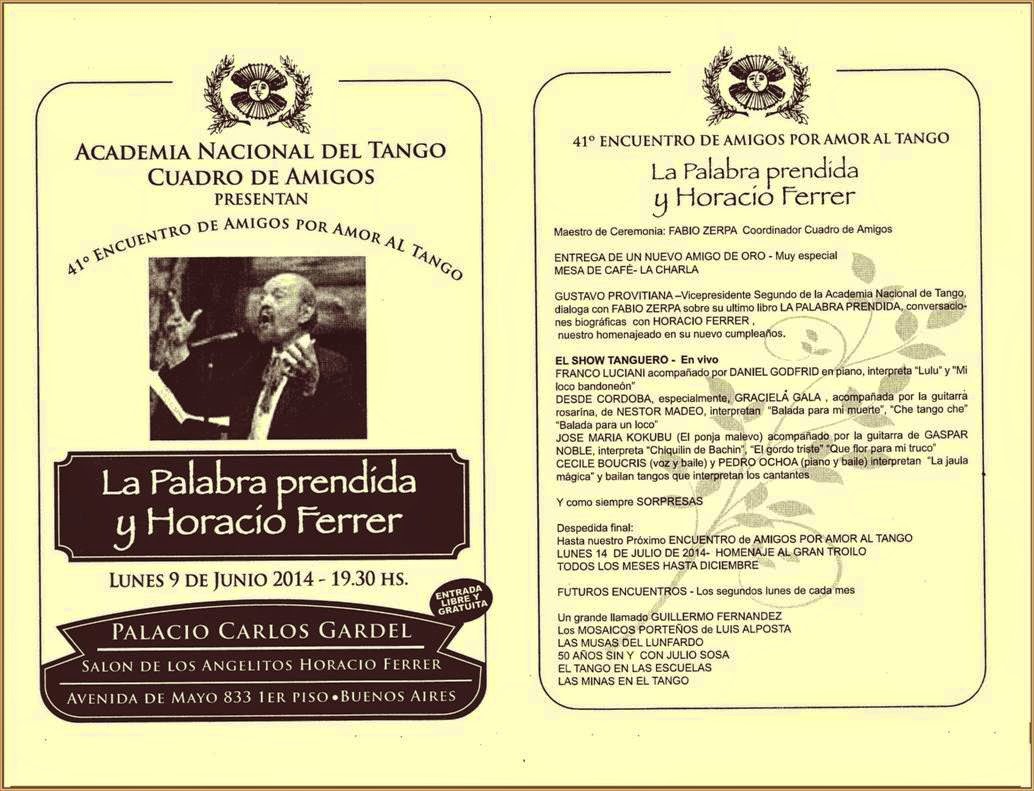 ACADEMIA NACIONAL DEL TANGO
CUADRO DE AMIGOS
PRESENTAN
41º ENCUENTRO DE AMIGOS POR AMOR AL TANGO
La Palabra prendida
y Horacio Ferrer
LUNES 9 DE JUNIO 2014 - 19.30 HS.
ENTRADA
LIBRE Y
GRATUITA
PALACIO CARLOS GARDEL
SALON DE LOS ANGELITOS HORACIO FERRER
AVENIDA DE MAYO 833 1ER PISO • BUENOS AIRES
41º ENCUENTRO DE AMIGOS POR AMOR AL TANGO
La Palabra prendida
y Horacio Ferrer
Maestro de Ceremonia: FABIO ZERPA Coordinador Cuadro de Amigos
ENTREGA DE UN NUEVO AMIGO DE ORO - Muy especial
MESA DE CAFÉ- LA CHARLA
GUSTAVO PROVITIANA –Vicepresidente Segundo de la Academia Nacional de Tango,
dialoga con FABIO ZERPA sobre su ultimo libro LA PALABRA PRENDIDA, conversacio-
nes biográficas con HORACIO FERRER ,
nuestro homenajeado en su nuevo cumpleaños.
EL SHOW TANGUERO - En vivo
FRANCO LUCIANI acompañado por DANIEL GODFRID en piano, interpreta “Lulu” y "Mi
loco bandoneón”
DESDE CORDOBA, especialmente, GRACIELA GALA , acompañada por la guitarra
rosarina, de NESTOR MADEO, interpretan “Balada para mi muerte”, “Che tango che”
“Balada para un loco”
JOSE MARIA KOKUBU (El ponja malevo) acompañado por la guitarra de GASPAR
NOBLE, interpreta “Chiquilin de Bachin”, “El gordo triste” “Que flor para mi truco”
CECILE BOUCRIS (voz y baile) y PEDRO OCHOA (piano y baile) interpretan “La jaula
mágica” y bailan tangos que interpretan los cantantes
Y como siempre SORPRESAS
Despedida final:
Hasta nuestro Próximo ENCUENTRO de AMIGOS POR AMOR AL TANGO
LUNES 14 DE JULIO DE 2014- HOMENAJE AL GRAN TROILO
TODOS LOS MESES HASTA DICIEMBRE
FUTUROS ENCUENTROS - Los segundos lunes de cada mes
Un grande llamado GUILLERMO FERNANDEZ
Los MOSAICOS PORTEÑOS de LUIS ALPOSTA
LAS MUSAS DEL LUNFARDO
50 AÑOS SIN Y CON JULIO SOSA
EL TANGO EN LAS ESCUELAS
LAS MINAS EN EL TANGO